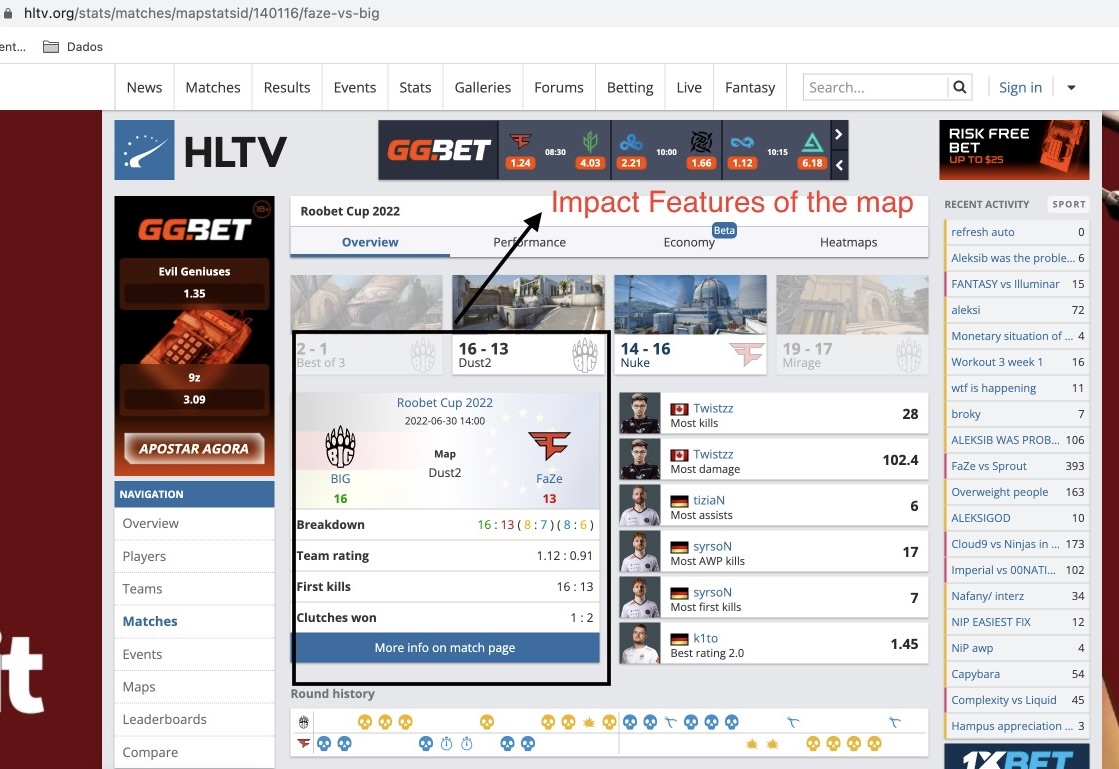 hltv.org/stats/matches/mapstatsid/140116/faze-vs-big
ent... Dados
News Matches Results Events Stats Galleries Forums Betting Live Fantasy Search... Sign in
HLTV
GG.BET 1.24 08:30 4.03 2.21 10:00 1.66 1.12 10:15 6.18
RISK FREE
BET
UP TO $25
GG.BET 18+
Evil Geniuses
1.35
9z
3.09
APOSTAR AGORA
NAVIGATION
Overview
Players
Teams
Matches
Events
Maps
Leaderboards
Compare
Roobet Cup 2022
Impact Features of the map
Overview Performance Economy Beta Heatmaps
2 - 1
Best of 3
16 - 13
Dust2
14 - 16
Nuke
19 - 17
Mirage
Roobet Cup 2022
2022-06-30 14:00
Map
Dust2
BIG
16
FaZe
13
Breakdown 16 : 13 ( 8 : 7 ) ( 8 : 6 )
Team rating 1.12 : 0.91
First kills 16 : 13
Clutches won 1 : 2
More info on match page
Twistzz
Most kills 28
Twistzz
Most damage 102.4
tiziaN
Most assists 6
syrsoN
Most AWP kills 17
syrsoN
Most first kills 7
k1to
Best rating 2.0 1.45
Round history
RECENT ACTIVITY SPORT
refresh auto 0
Aleksib was the proble... 6
FANTASY vs Illuminar 15
aleksi 72
Monetary situation of ... 4
Workout 3 week 1 16
wtf is happening 11
broky 7
ALEKSIB WAS PROB... 106
FaZe vs Sprout 393
Overweight people 163
ALEKSIGOD 10
Cloud9 vs Ninjas in ... 173
Imperial vs 00NATI... 102
Nafany/ interz 34
NIP EASIEST FIX 12
NiP awp 4
Capybara 54
Complexity vs Liquid 45
Hampus appreciation ... 3
1XBET